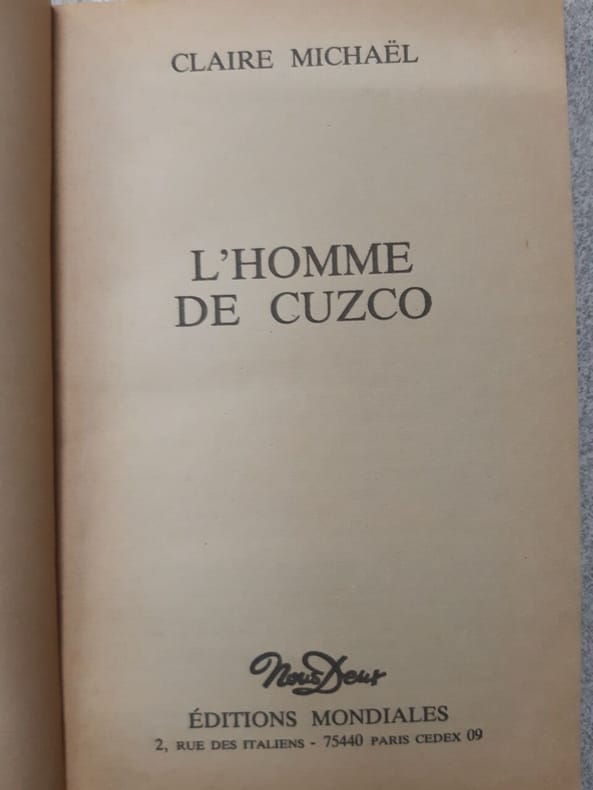 CLAIRE MICHAËL
L'HOMME
DE CUZCO
Nous Deux
ÉDITIONS MONDIALES
2, RUE DES ITALIENS - 75440 PARIS CEDEX 09